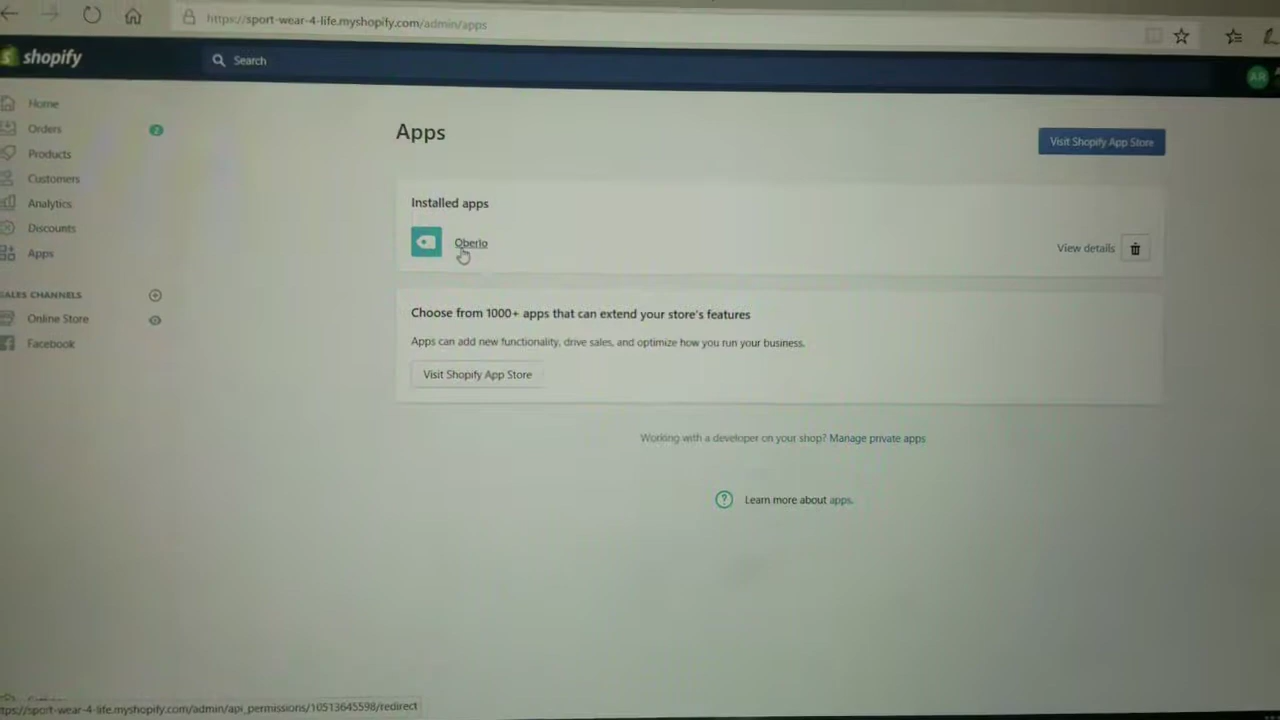 https://sport-wear-4-life.myshopify.com/admin/apps
shopify
Search
AR
Home
Orders
2
Products
Customers
Analytics
Discounts
Apps
SALES CHANNELS
Online Store
Facebook
Apps
Visit Shopify App Store
Installed apps
Oberlo
View details
Choose from 1000+ apps that can extend your store's features
Apps can add new functionality, drive sales, and optimize how you run your business.
Visit Shopify App Store
Working with a developer on your shop? Manage private apps
? Learn more about apps.
ttps://sport-wear-4-life.myshopify.com/admin/api_permissions/10513645598/redirect